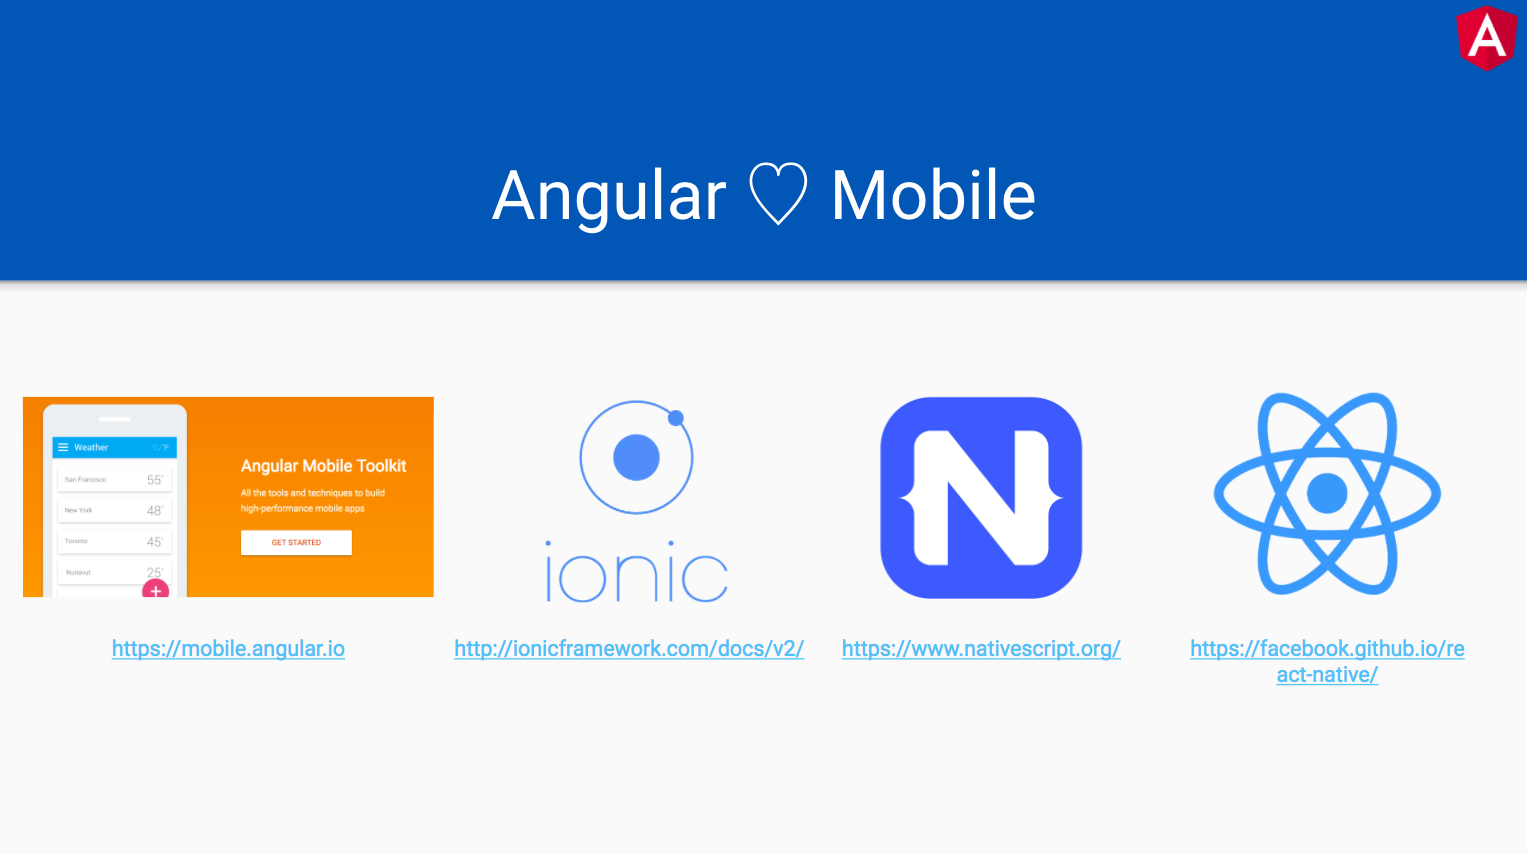 Angular ♡ Mobile
Weather °C/°F
San Francisco 55°
New York 48°
Toronto 45°
Nunavut 25°
+
Angular Mobile Toolkit
All the tools and techniques to build
high-performance mobile apps
GET STARTED
ionic
N
A
https://mobile.angular.io
http://ionicframework.com/docs/v2/
https://www.nativescript.org/
https://facebook.github.io/re
act-native/